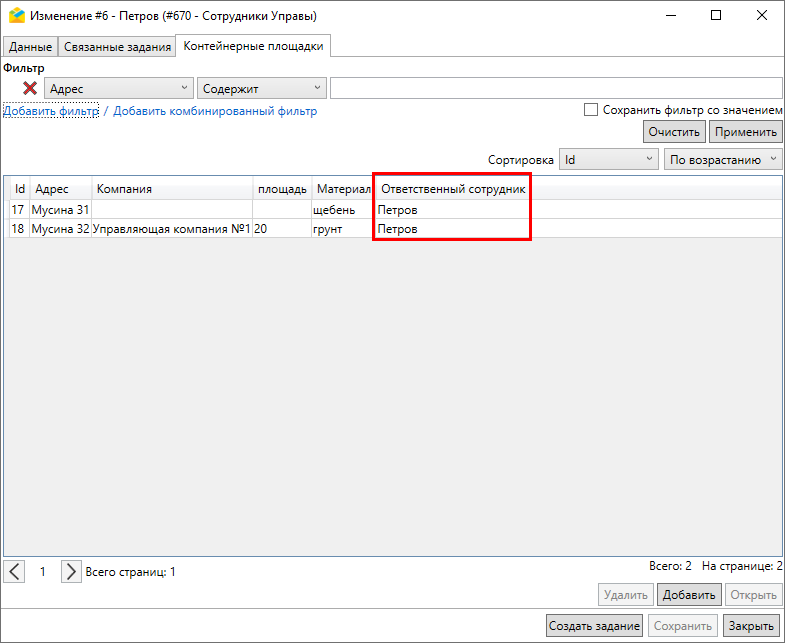 Изменение #6 - Петров (#670 - Сотрудники Управы)
Данные Связанные задания Контейнерные площадки
Фильтр
Адрес Содержит
Добавить фильтр / Добавить комбинированный фильтр Сохранить фильтр со значением
Очистить Применить
Сортировка Id По возрастанию
Id Адрес Компания площадь Материал Ответственный сотрудник
17 Мусина 31 щебень Петров
18 Мусина 32 Управляющая компания №1 20 грунт Петров
1 Всего страниц: 1 Всего: 2 На странице: 2
Удалить Добавить Открыть
Создать задание Сохранить Закрыть